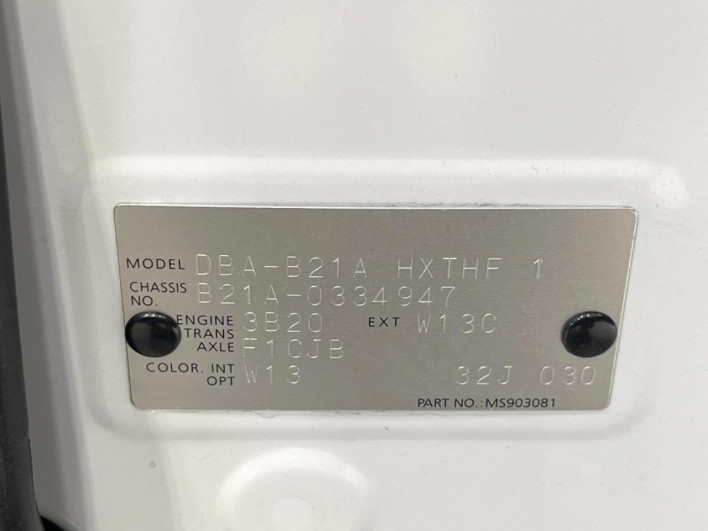 MODEL DBA-B21A HXTHF 1
CHASSIS NO. B21A-0334947
ENGINE 3B20 EXT W13C
TRANS AXLE F1CJB
COLOR. INT OPT W13 32J 030
PART NO.:MS903081